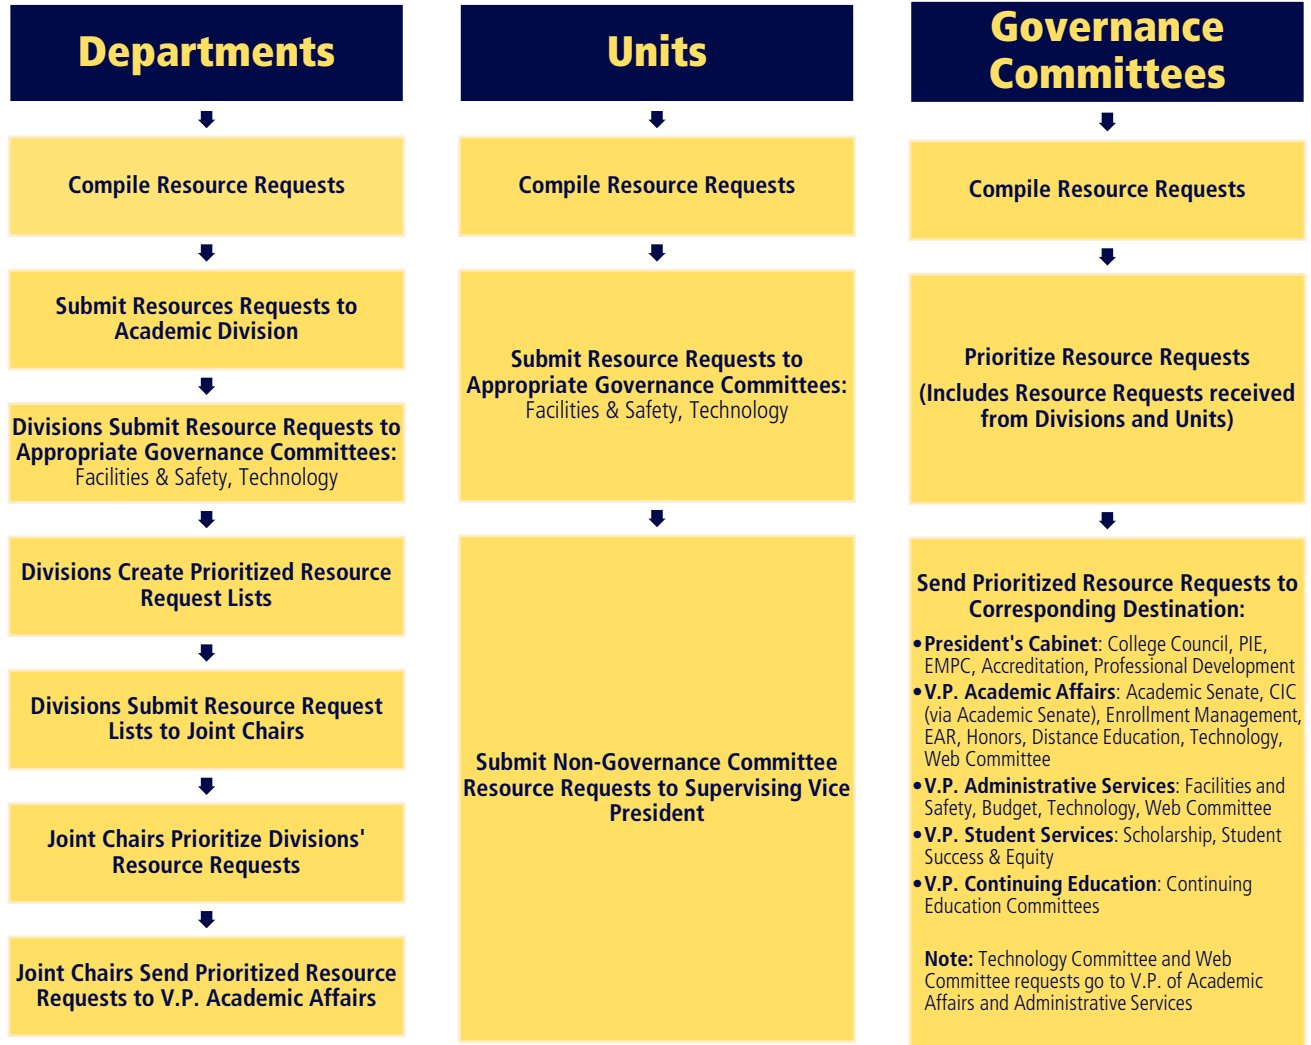 Departments
Compile Resource Requests
Submit Resources Requests to
Academic Division
Divisions Submit Resource Requests to
Appropriate Governance Committees:
Facilities & Safety, Technology
Divisions Create Prioritized Resource
Request Lists
Divisions Submit Resource Request
Lists to Joint Chairs
Joint Chairs Prioritize Divisions'
Resource Requests
Joint Chairs Send Prioritized Resource
Requests to V.P. Academic Affairs
Units
Compile Resource Requests
Submit Resource Requests to
Appropriate Governance Committees:
Facilities & Safety, Technology
Submit Non-Governance Committee
Resource Requests to Supervising Vice
President
Governance
Committees
Compile Resource Requests
Prioritize Resource Requests
(Includes Resource Requests received
from Divisions and Units)
Send Prioritized Resource Requests to
Corresponding Destination:
•President's Cabinet: College Council, PIE,
EMPC, Accreditation, Professional Development
•V.P. Academic Affairs: Academic Senate, CIC
(via Academic Senate), Enrollment Management,
EAR, Honors, Distance Education, Technology,
Web Committee
•V.P. Administrative Services: Facilities and
Safety, Budget, Technology, Web Committee
•V.P. Student Services: Scholarship, Student
Success & Equity
•V.P. Continuing Education: Continuing
Education Committees
Note: Technology Committee and Web
Committee requests go to V.P. of Academic
Affairs and Administrative Services